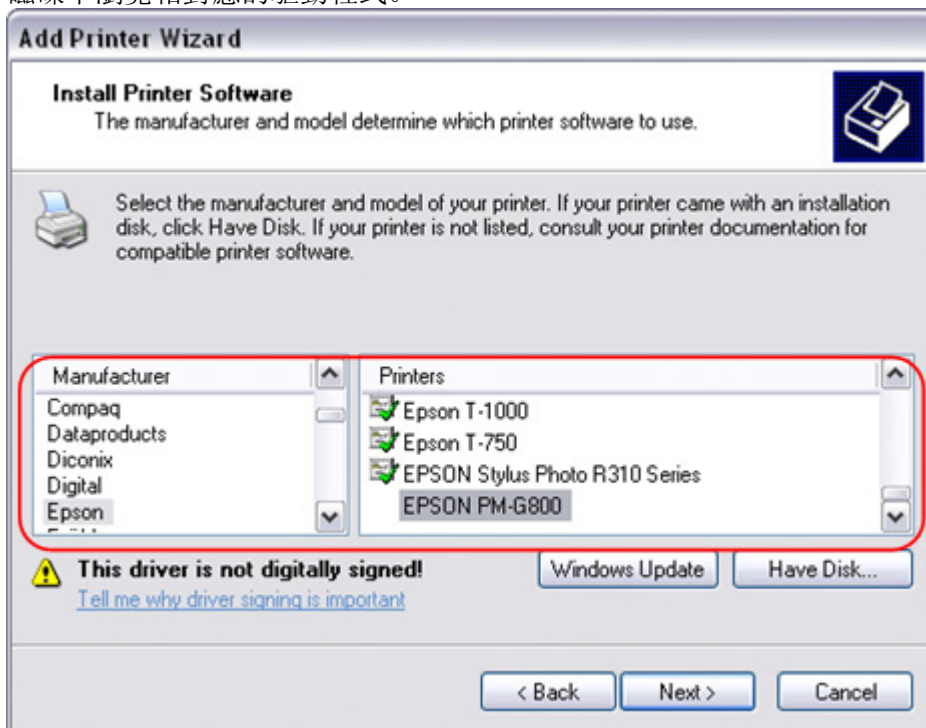 Add Printer Wizard
Install Printer Software
The manufacturer and model determine which printer software to use.
Select the manufacturer and model of your printer. If your printer came with an installation
disk, click Have Disk. If your printer is not listed, consult your printer documentation for
compatible printer software.
Manufacturer
Compaq
Dataproducts
Diconix
Digital
Epson
Printers
Epson T-1000
Epson T-750
EPSON Stylus Photo R310 Series
EPSON PM-G800
This driver is not digitally signed!
Tell me why driver signing is important
Windows Update
Have Disk...
< Back
Next >
Cancel